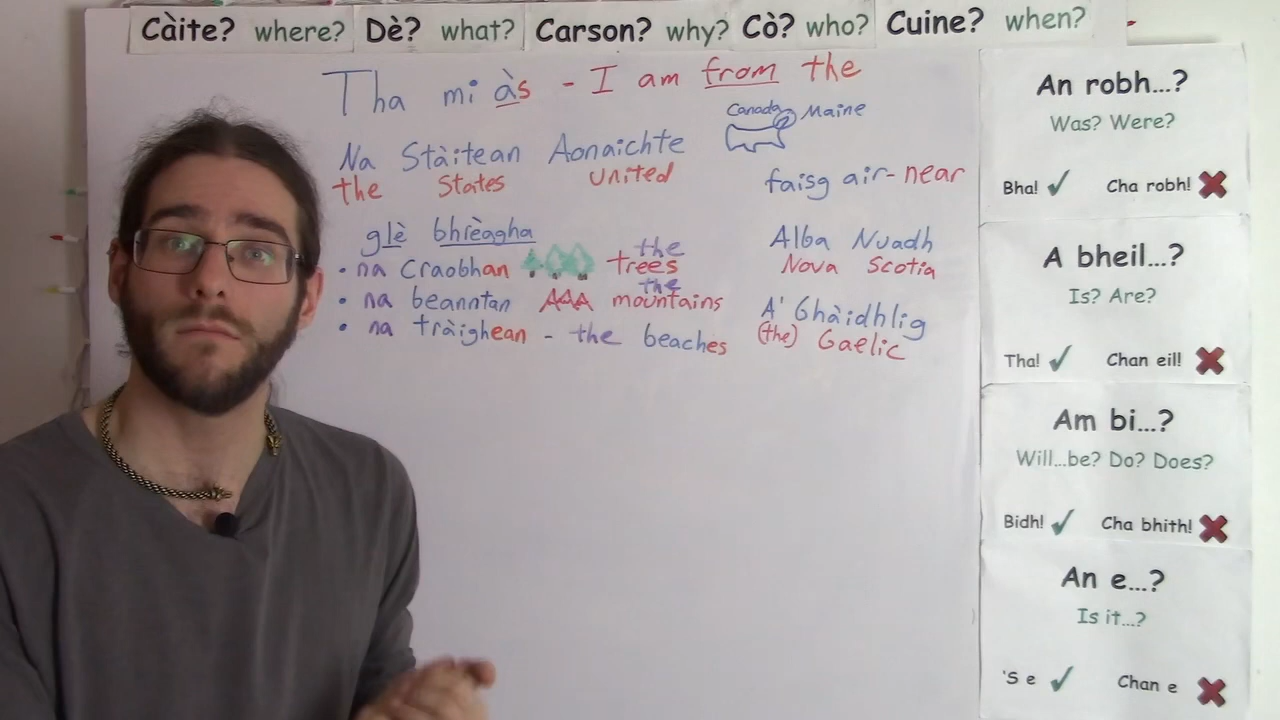 Càite? where? Dè? what? Carson? why? Cò? who? Cuine? when?
Tha mi às - I am from the
Canada Maine
Na Stàitean Aonaichte
the States United
faisg air - near
glè bhrèagha
• na craobhan the trees
• na beanntan the mountains
• na tràighean - the beaches
Alba Nuadh
Nova Scotia
A' Ghàidhlig
(the) Gaelic
An robh...?
Was? Were?
Bha! Cha robh!
A bheil...?
Is? Are?
Tha! Chan eil!
Am bi...?
Will...be? Do? Does?
Bidh! Cha bhith!
An e...?
Is it...?
'S e Chan e